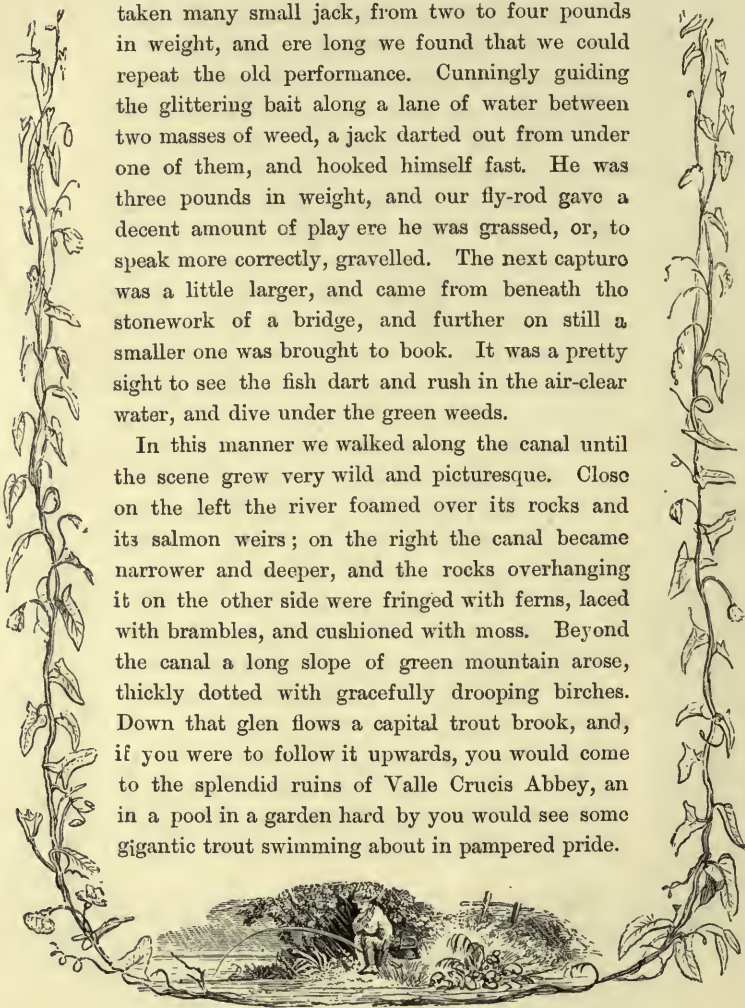 taken many small jack, from two to four pounds
in weight, and ere long we found that we could
repeat the old performance. Cunningly guiding
the glittering bait along a lane of water between
two masses of weed, a jack darted out from under
one of them, and hooked himself fast. He was
three pounds in weight, and our fly-rod gave a
decent amount of play ere he was grassed, or, to
speak more correctly, gravelled. The next capture
was a little larger, and came from beneath the
stonework of a bridge, and further on still a
smaller one was brought to book. It was a pretty
sight to see the fish dart and rush in the air-clear
water, and dive under the green weeds.
In this manner we walked along the canal until
the scene grew very wild and picturesque. Close
on the left the river foamed over its rocks and
its salmon weirs; on the right the canal became
narrower and deeper, and the rocks overhanging
it on the other side were fringed with ferns, laced
with brambles, and cushioned with moss. Beyond
the canal a long slope of green mountain arose,
thickly dotted with gracefully drooping birches.
Down that glen flows a capital trout brook, and,
if you were to follow it upwards, you would come
to the splendid ruins of Valle Crucis Abbey, an
in a pool in a garden hard by you would see some
gigantic trout swimming about in pampered pride.